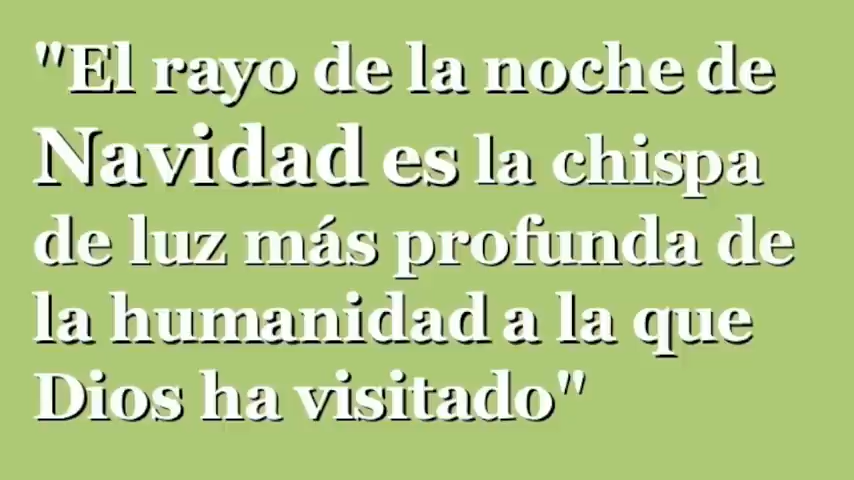 "El rayo de la noche de
Navidad es la chispa
de luz más profunda de
la humanidad a la que
Dios ha visitado"